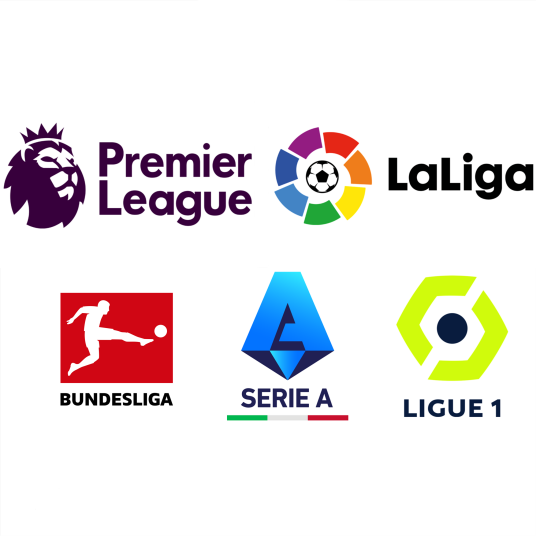 Premier
League
LaLiga
BUNDESLIGA
SERIE A
LIGUE 1